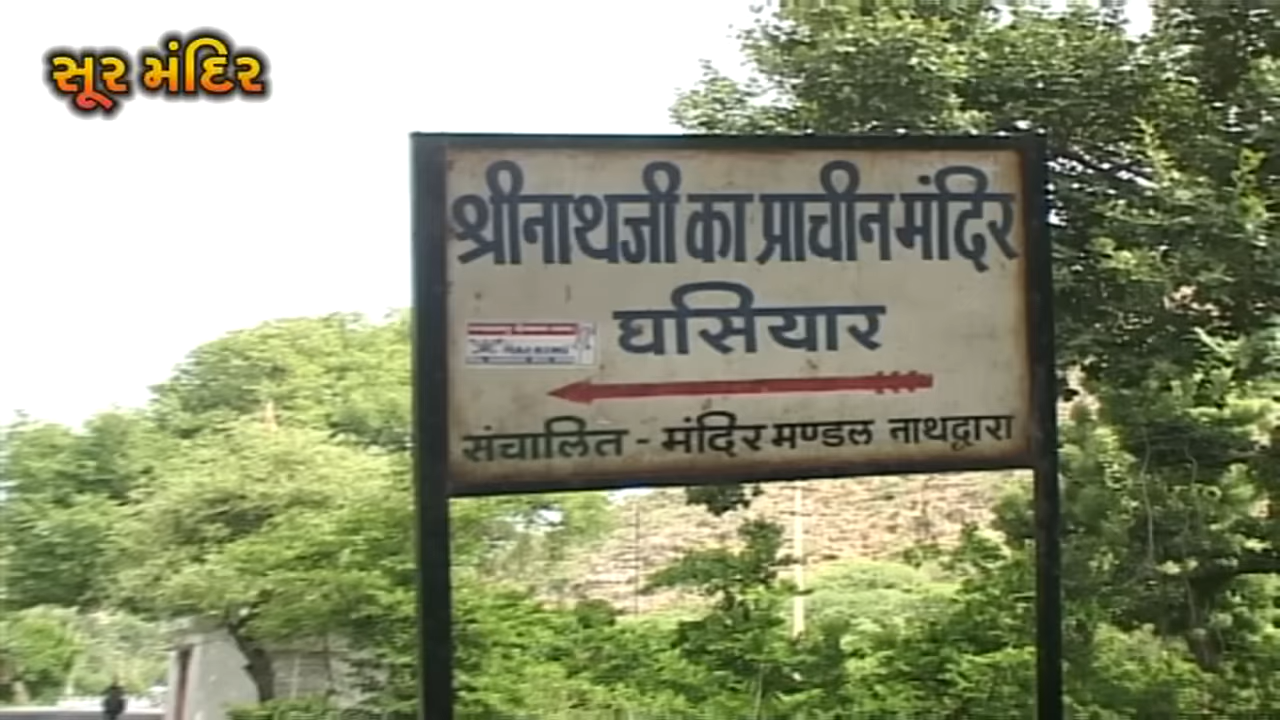 સૂર મંદિર
श्रीनाथजी का प्राचीन मंदिर
घसियार
संचालित - मंदिर मण्डल नाथद्वारा